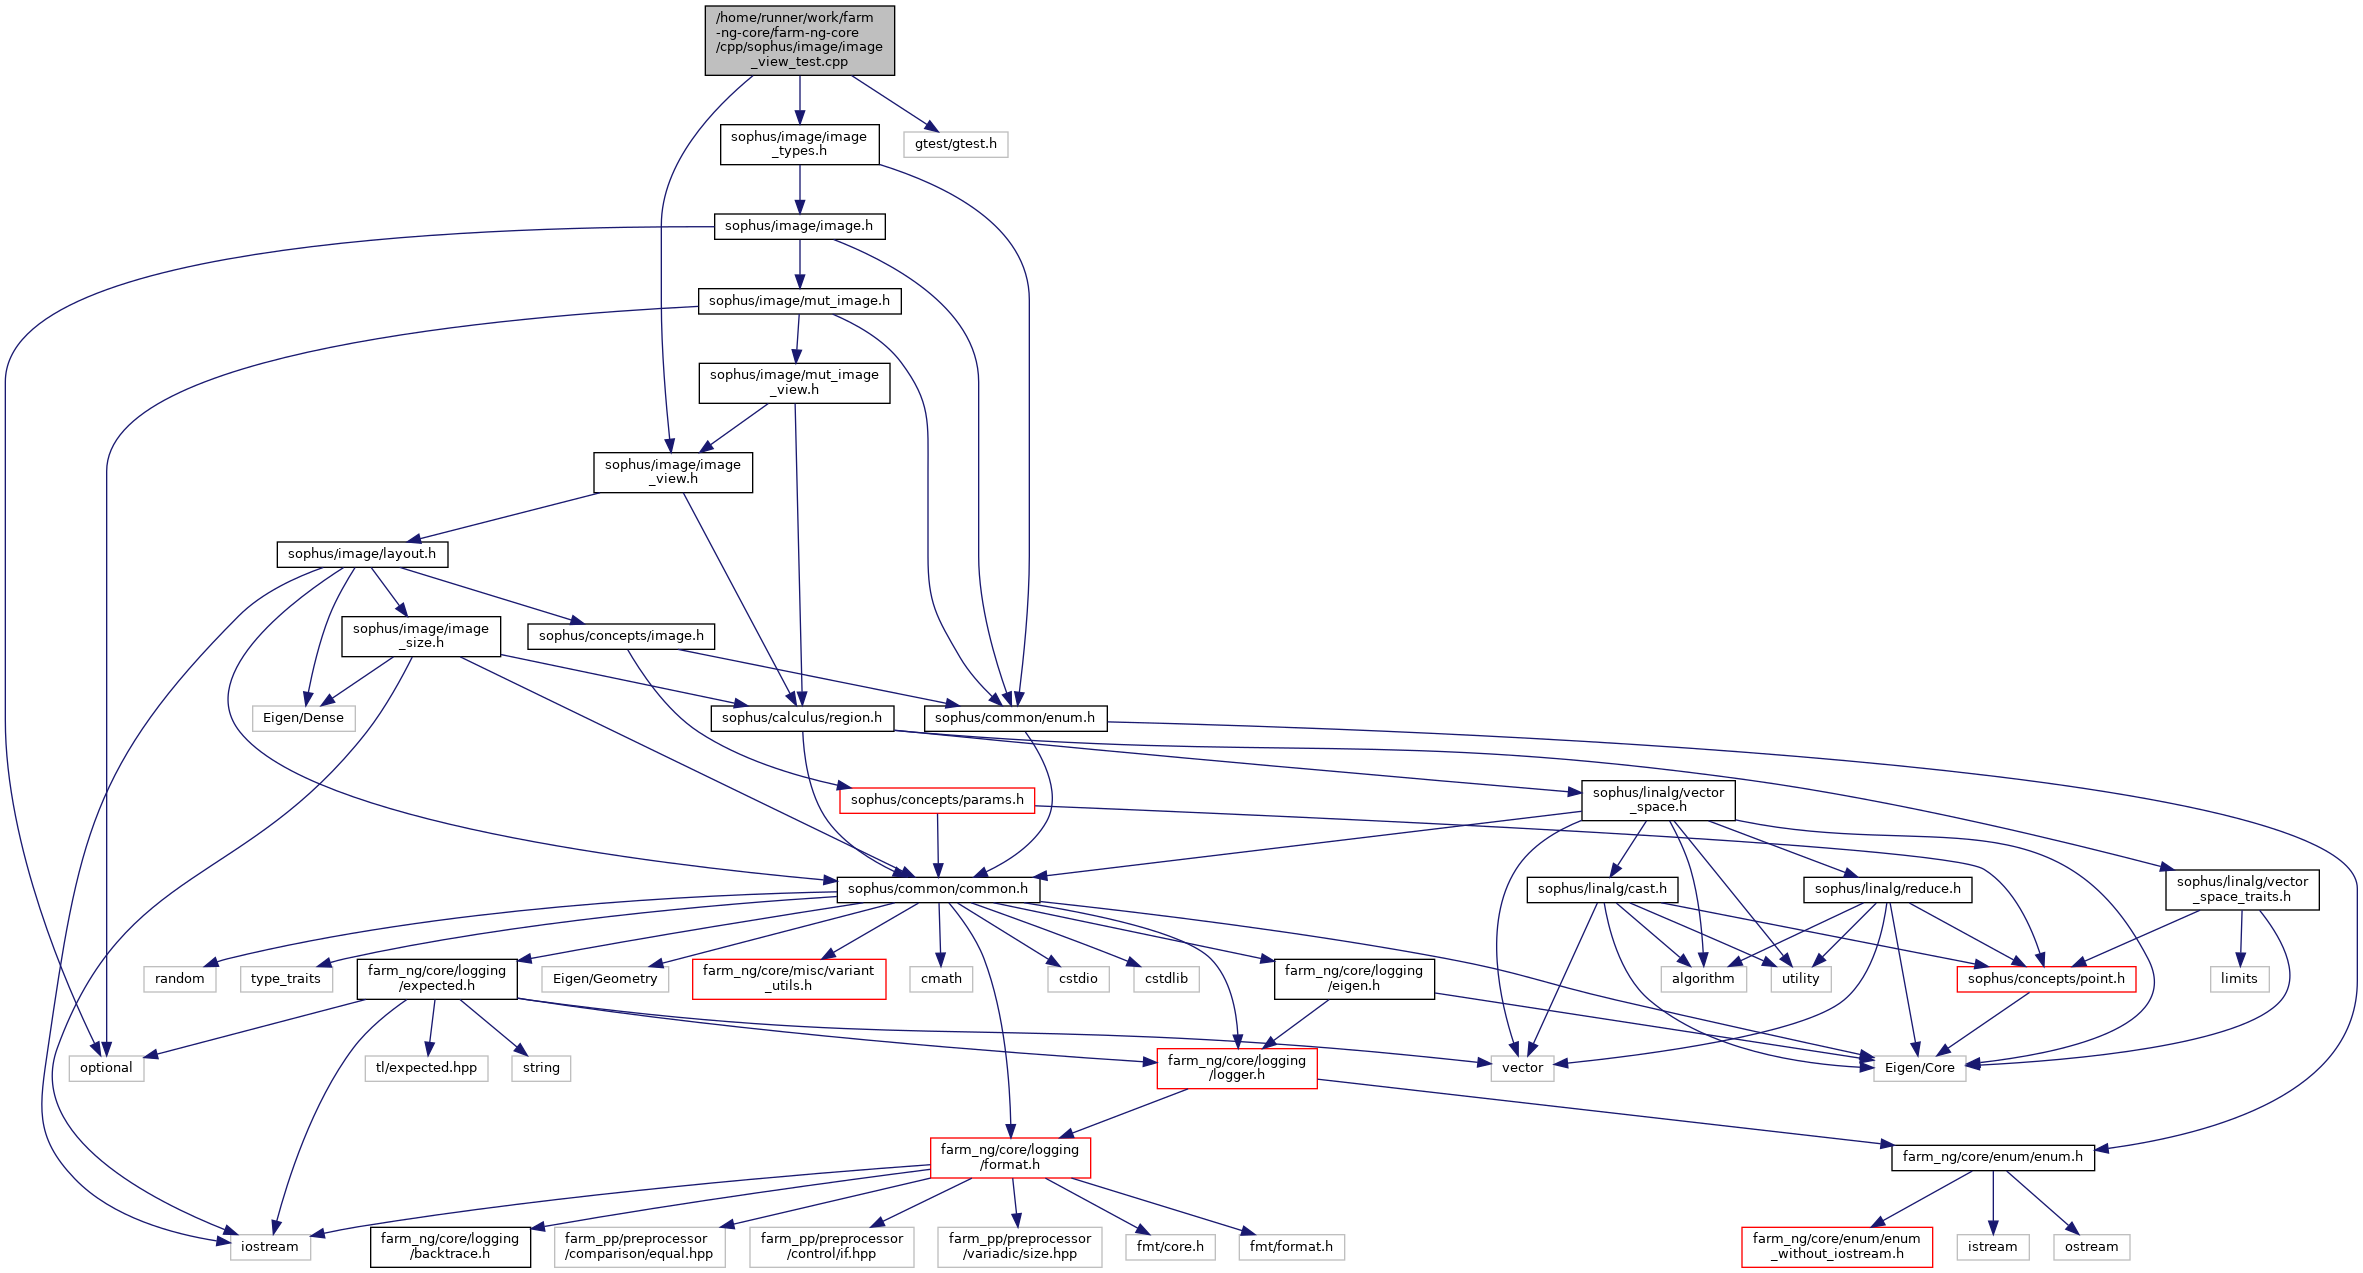 /home/runner/work/farm
-ng-core/farm-ng-core
/cpp/sophus/image/image
_view_test.cpp
sophus/image/image
_types.h
gtest/gtest.h
sophus/image/image.h
sophus/image/mut_image.h
sophus/image/mut_image
_view.h
sophus/image/image
_view.h
sophus/image/layout.h
sophus/image/image
_size.h
sophus/concepts/image.h
Eigen/Dense
sophus/calculus/region.h
sophus/common/enum.h
sophus/concepts/params.h
sophus/linalg/vector
_space.h
sophus/common/common.h
sophus/linalg/cast.h
sophus/linalg/reduce.h
sophus/linalg/vector
_space_traits.h
random
type_traits
farm_ng/core/logging
/expected.h
Eigen/Geometry
farm_ng/core/misc/variant
_utils.h
cmath
cstdio
cstdlib
farm_ng/core/logging
/eigen.h
algorithm
utility
sophus/concepts/point.h
limits
optional
tl/expected.hpp
string
farm_ng/core/logging
/logger.h
vector
Eigen/Core
farm_ng/core/logging
/format.h
farm_ng/core/enum/enum.h
iostream
farm_ng/core/logging
/backtrace.h
farm_pp/preprocessor
/comparison/equal.hpp
farm_pp/preprocessor
/control/if.hpp
farm_pp/preprocessor
/variadic/size.hpp
fmt/core.h
fmt/format.h
farm_ng/core/enum/enum
_without_iostream.h
istream
ostream